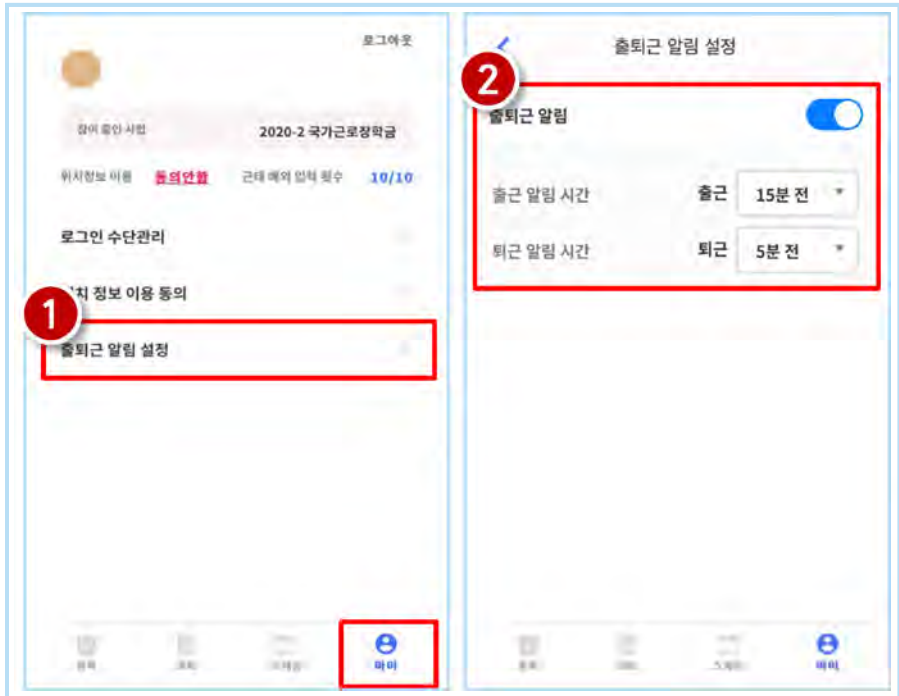 로그아웃
참여 중인 사업 2020-2 국가근로장학금
위치정보 이용 동의안함 근태 예외 입력 횟수 10/10
로그인 수단관리
1
치 정보 이용 동의
출퇴근 알림 설정
마이
출퇴근 알림 설정
2
출퇴근 알림
출근 알림 시간 출근 15분 전
퇴근 알림 시간 퇴근 5분 전
마이